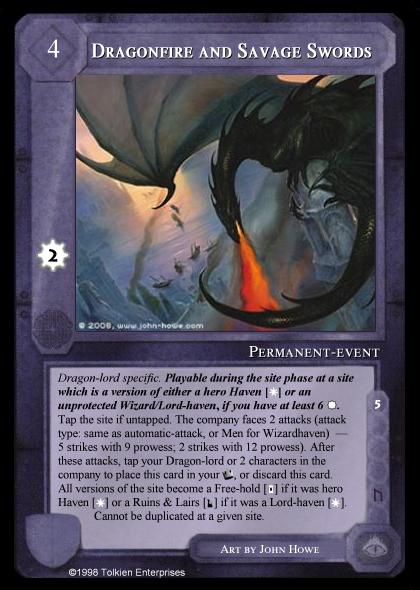 4
DRAGONFIRE AND SAVAGE SWORDS
2
© 2008, www.john-howe.com
PERMANENT-EVENT
Dragon-lord specific. Playable during the site phase at a site
which is a version of either a hero Haven [] or an
unprotected Wizard/Lord-haven, if you have at least 6 .
5
Tap the site if untapped. The company faces 2 attacks (attack
type: same as automatic-attack, or Men for Wizardhaven) —
5 strikes with 9 prowess; 2 strikes with 12 prowess). After
these attacks, tap your Dragon-lord or 2 characters in the
company to place this card in your , or discard this card.
All versions of the site become a Free-hold [] if it was hero
Haven [] or a Ruins & Lairs [] if it was a Lord-haven [].
Cannot be duplicated at a given site.
ART BY JOHN HOWE
©1998 Tolkien Enterprises